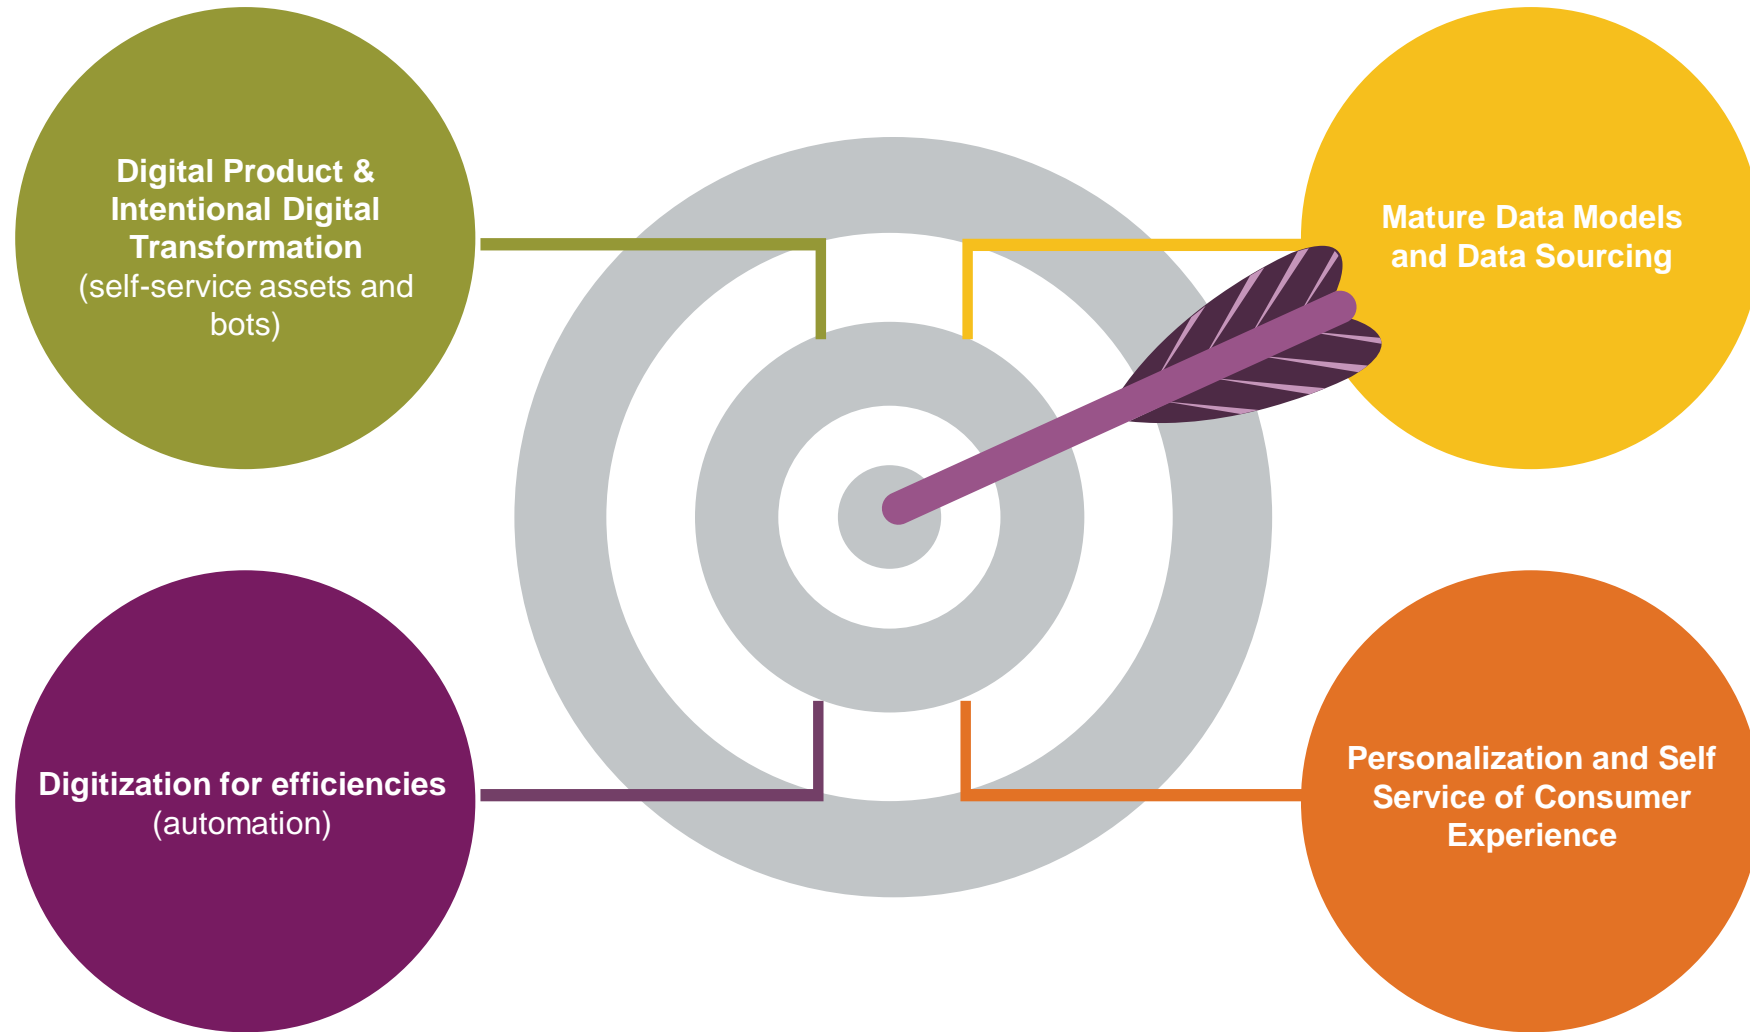 Digital Product &
Intentional Digital
Transformation
(self-service assets and
bots)
Mature Data Models
and Data Sourcing
Digitization for efficiencies
(automation)
Personalization and Self
Service of Consumer
Experience